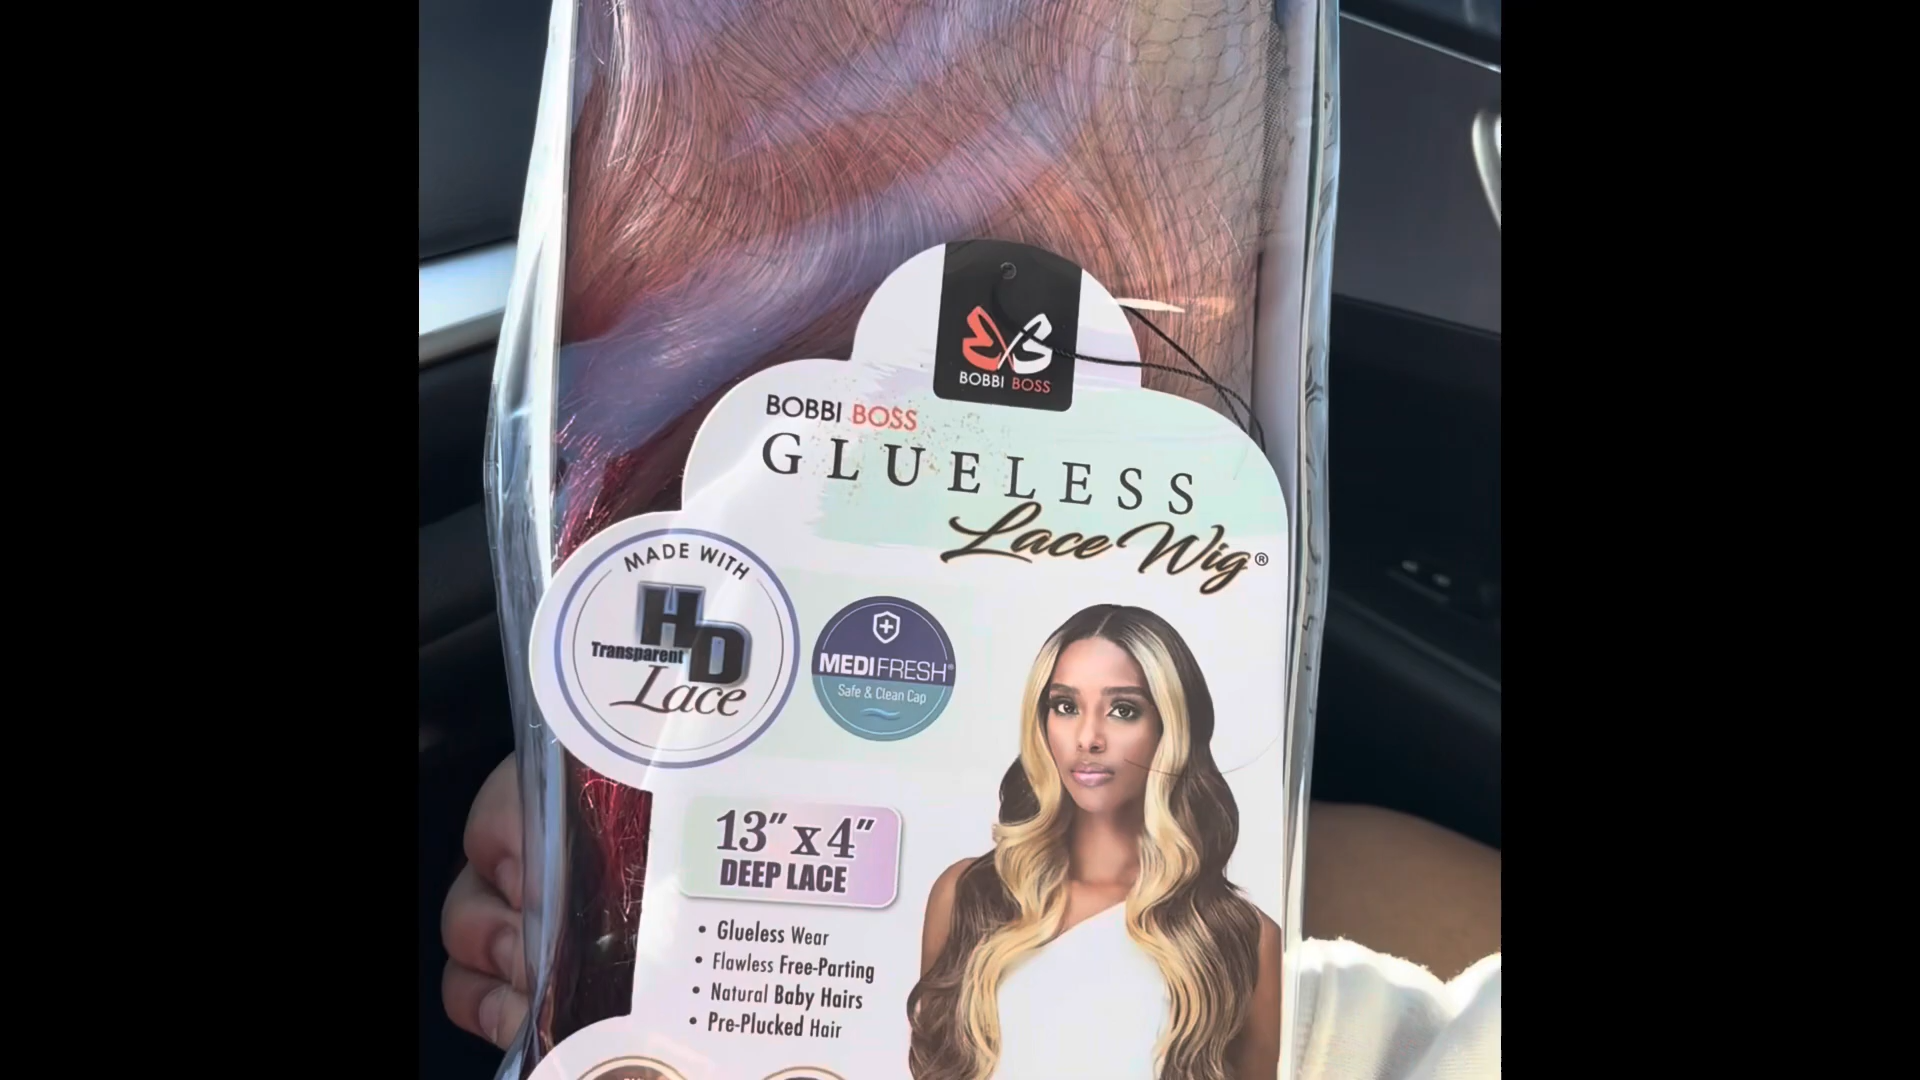 BOBBI BOSS
BOBBI BOSS
GLUELESS
Lace Wig®
MADE WITH
HD
Transparent
Lace
MEDIFRESH®
Safe & Clean Cap
13” x 4”
DEEP LACE
• Glueless Wear
• Flawless Free-Parting
• Natural Baby Hairs
• Pre-Plucked Hair